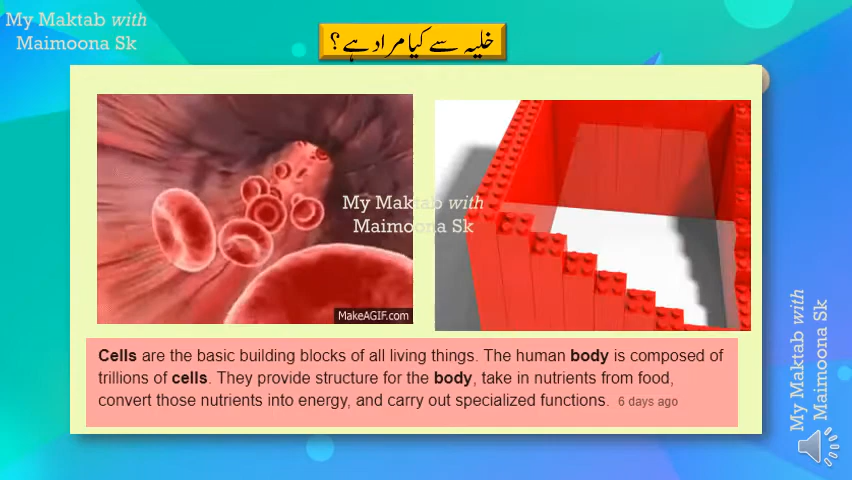 My Maktab with
Maimoona Sk
خلیہ سے کیا مراد ہے؟
My Maktab with
Maimoona Sk
MakeAGIF.com
Cells are the basic building blocks of all living things. The human body is composed of
trillions of cells. They provide structure for the body, take in nutrients from food,
convert those nutrients into energy, and carry out specialized functions. 6 days ago
My Maktab with
Maimoona Sk